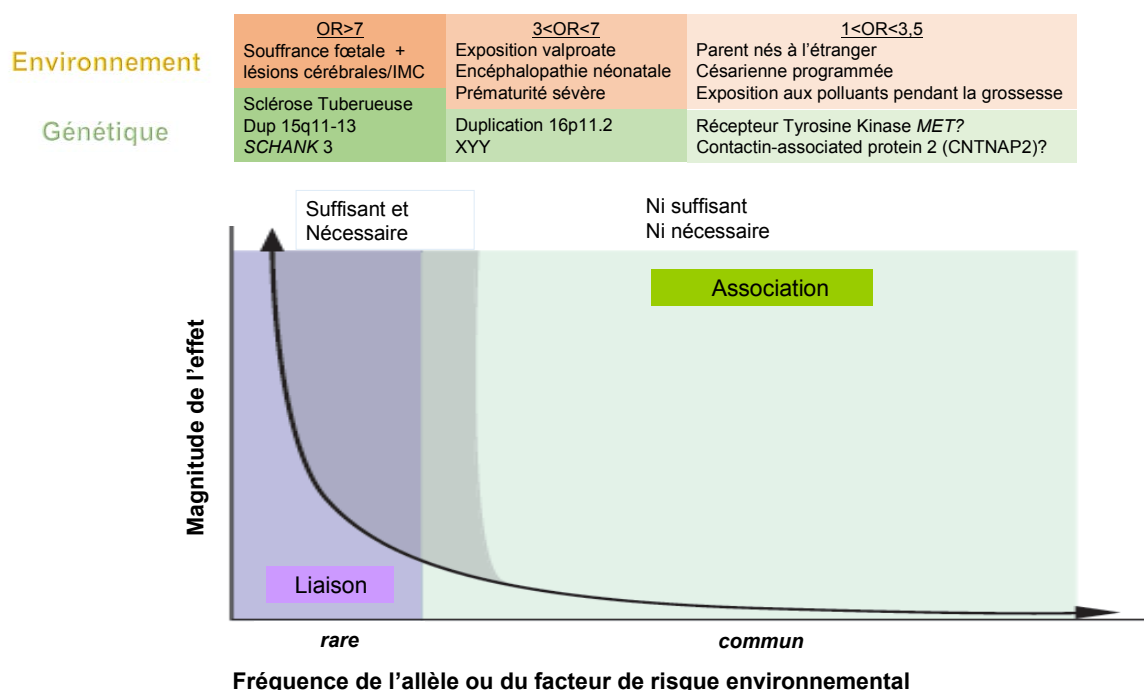 OR>7
3<OR<7
1<OR<3,5
Environnement
Souffrance fœtale +
lésions cérébrales/IMC
Exposition valproate
Encéphalopathie néonatale
Prématurité sévère
Parent nés à l'étranger
Césarienne programmée
Exposition aux polluants pendant la grossesse
Génétique
Sclérose Tuberueuse
Dup 15q11-13
SCHANK 3
Duplication 16p11.2
XYY
Récepteur Tyrosine Kinase MET?
Contactin-associated protein 2 (CNTNAP2)?
Suffisant et
Nécessaire
Ni suffisant
Ni nécessaire
Association
Magnitude de l'effet
Liaison
rare
commun
Fréquence de l'allèle ou du facteur de risque environnemental